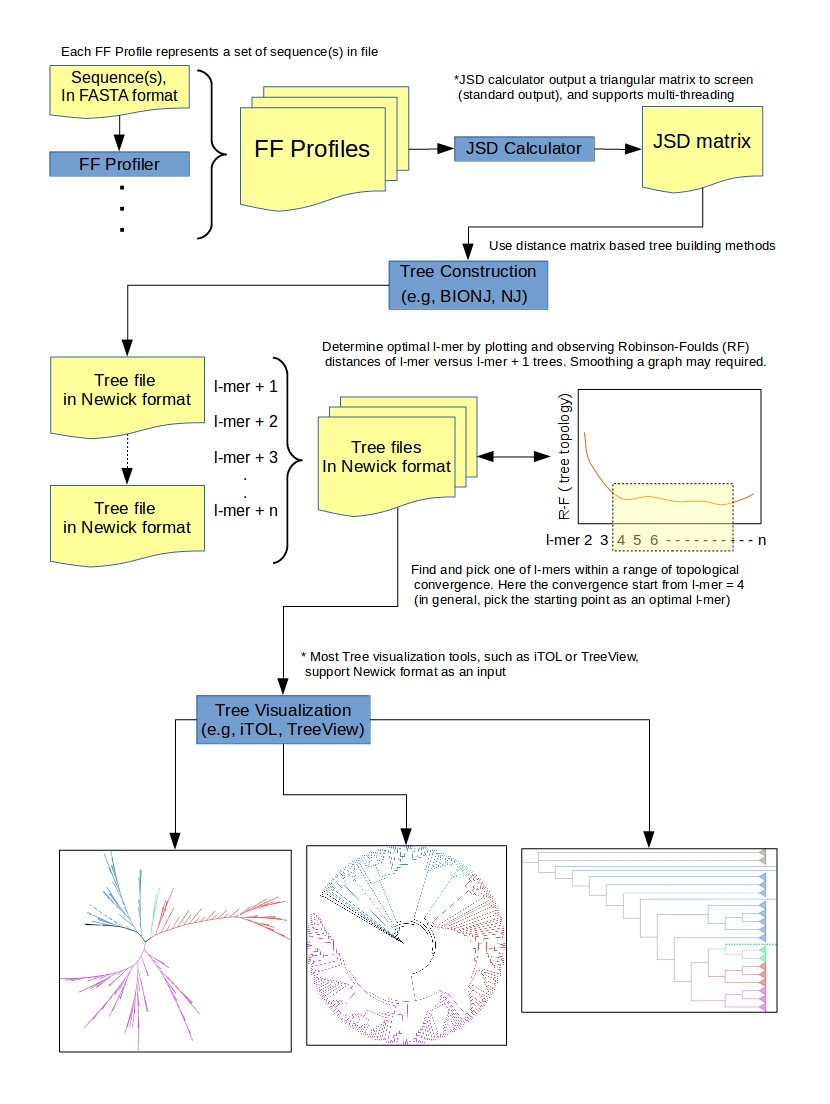 Each FF Profile represents a set of sequence(s) in file
Sequence(s),
In FASTA format
FF Profiler
FF Profiles
*JSD calculator output a triangular matrix to screen
(standard output), and supports multi-threading
JSD Calculator
JSD matrix
Use distance matrix based tree building methods
Tree Construction
(e.g, BIONJ, NJ)
Determine optimal l-mer by plotting and observing Robinson-Foulds (RF)
distances of l-mer versus l-mer + 1 trees. Smoothing a graph may required.
Tree file
in Newick format
Tree file
in Newick format
l-mer + 1
l-mer + 2
l-mer + 3
.
.
l-mer + n
Tree files
In Newick format
R-F ( tree topology)
l-mer 2 3 4 5 6 - - - - - - - - - - - n
Find and pick one of l-mers within a range of topological
convergence. Here the convergence start from l-mer = 4
(in general, pick the starting point as an optimal l-mer)
* Most Tree visualization tools, such as iTOL or TreeView,
support Newick format as an input
Tree Visualization
(e.g, iTOL, TreeView)